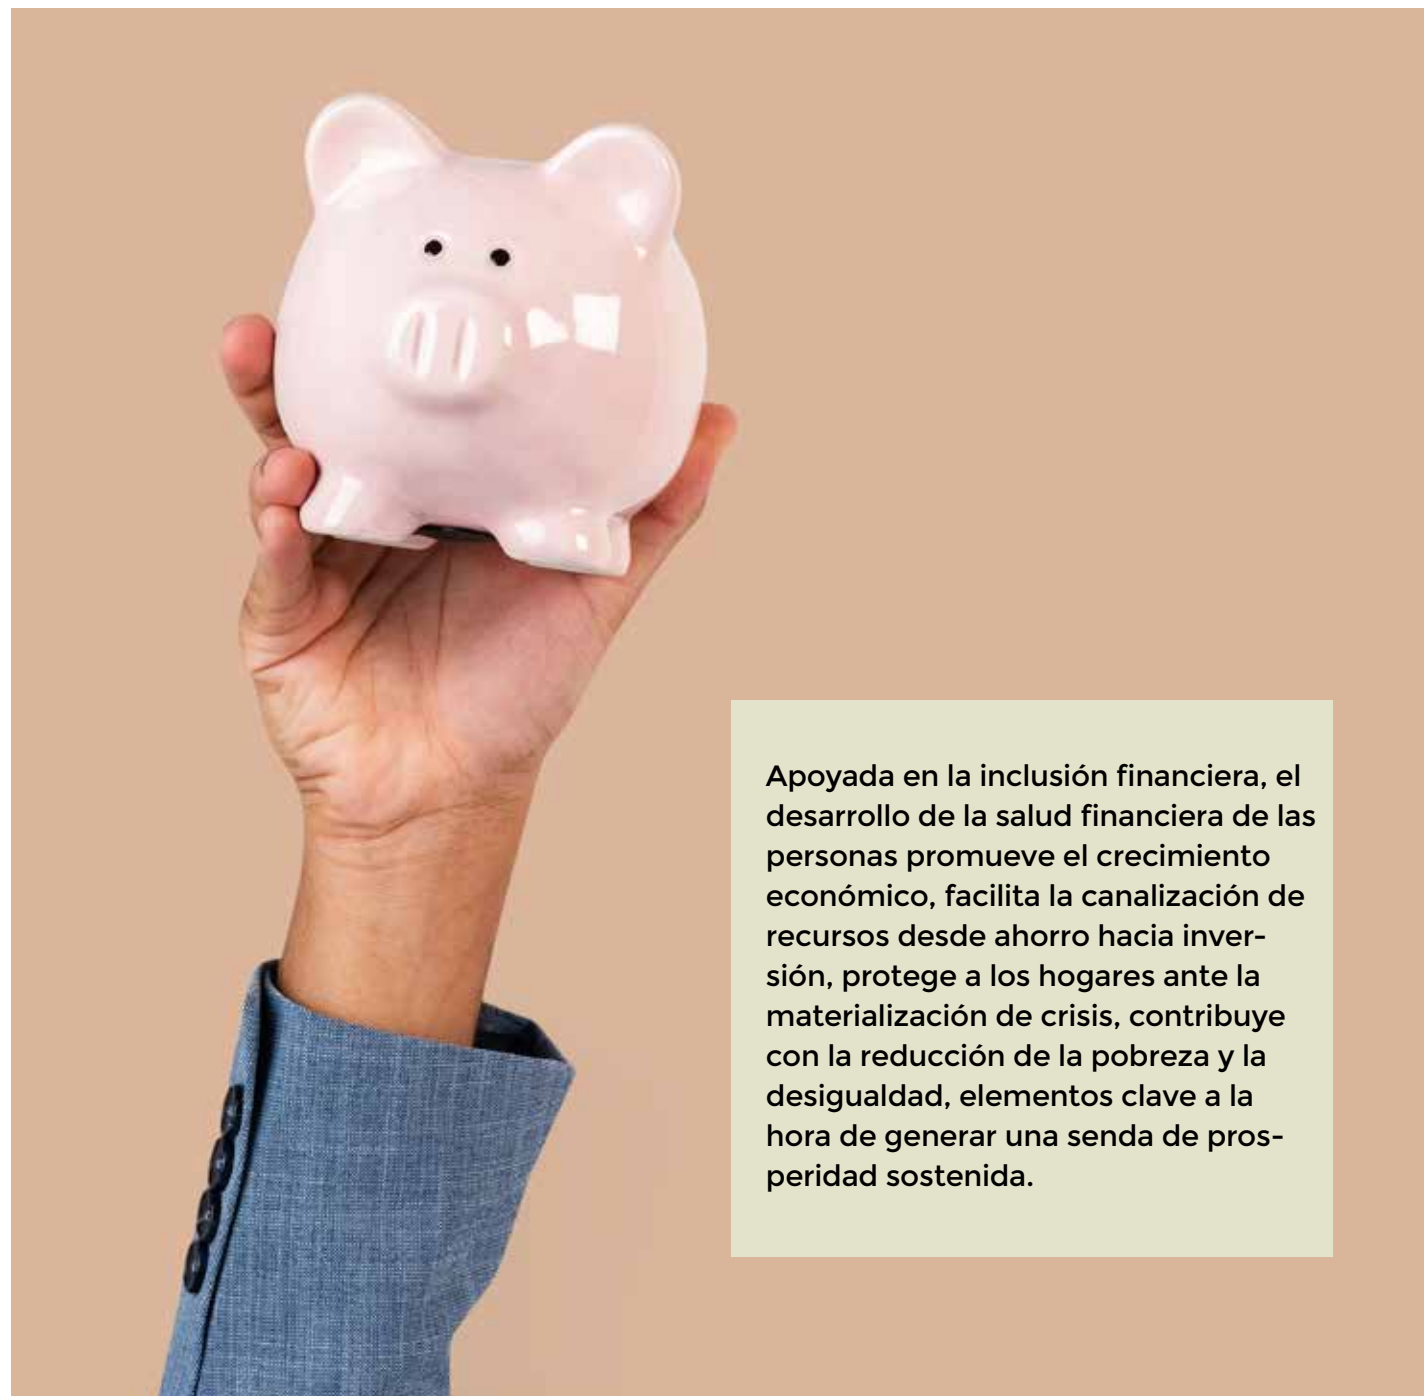 Apoyada en la inclusión financiera, el
desarrollo de la salud financiera de las
personas promueve el crecimiento
económico, facilita la canalización de
recursos desde ahorro hacia inver-
sión, protege a los hogares ante la
materialización de crisis, contribuye
con la reducción de la pobreza y la
desigualdad, elementos clave a la
hora de generar una senda de pros-
peridad sostenida.